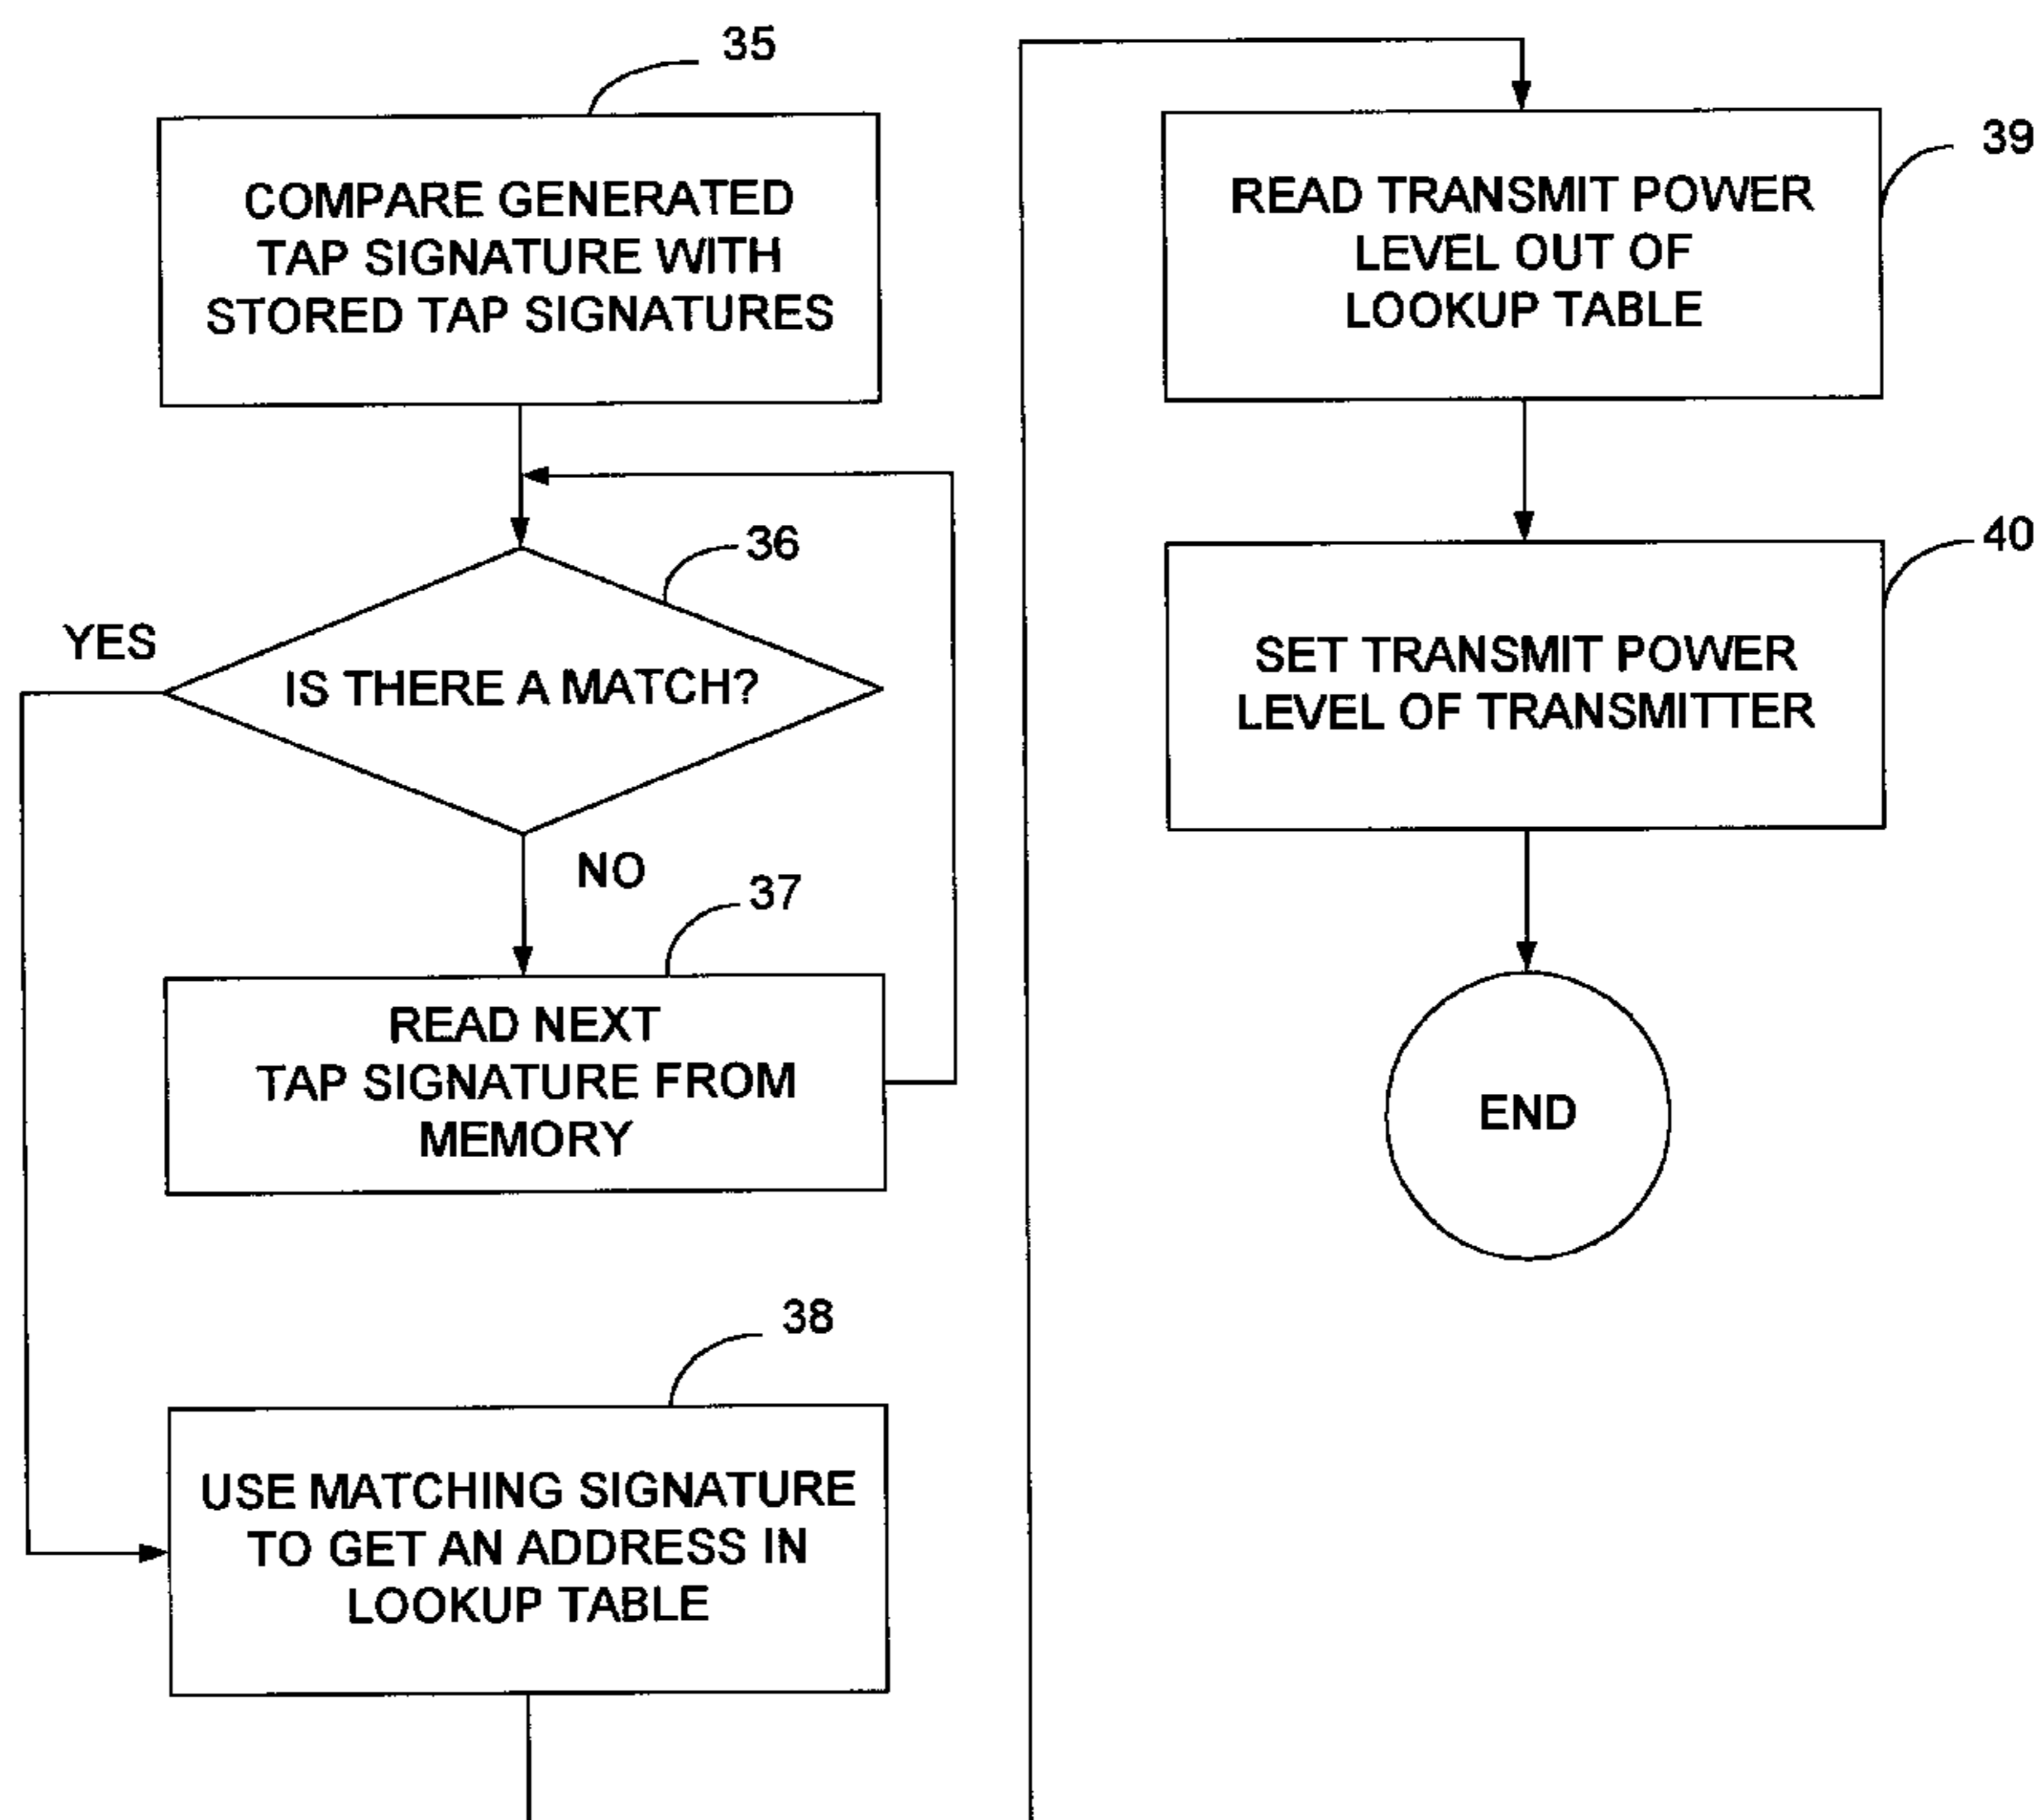 35
COMPARE GENERATED
TAP SIGNATURE WITH
STORED TAP SIGNATURES
36
YES
IS THERE A MATCH?
NO
37
READ NEXT
TAP SIGNATURE FROM
MEMORY
38
USE MATCHING SIGNATURE
TO GET AN ADDRESS IN
LOOKUP TABLE
39
READ TRANSMIT POWER
LEVEL OUT OF
LOOKUP TABLE
40
SET TRANSMIT POWER
LEVEL OF TRANSMITTER
END